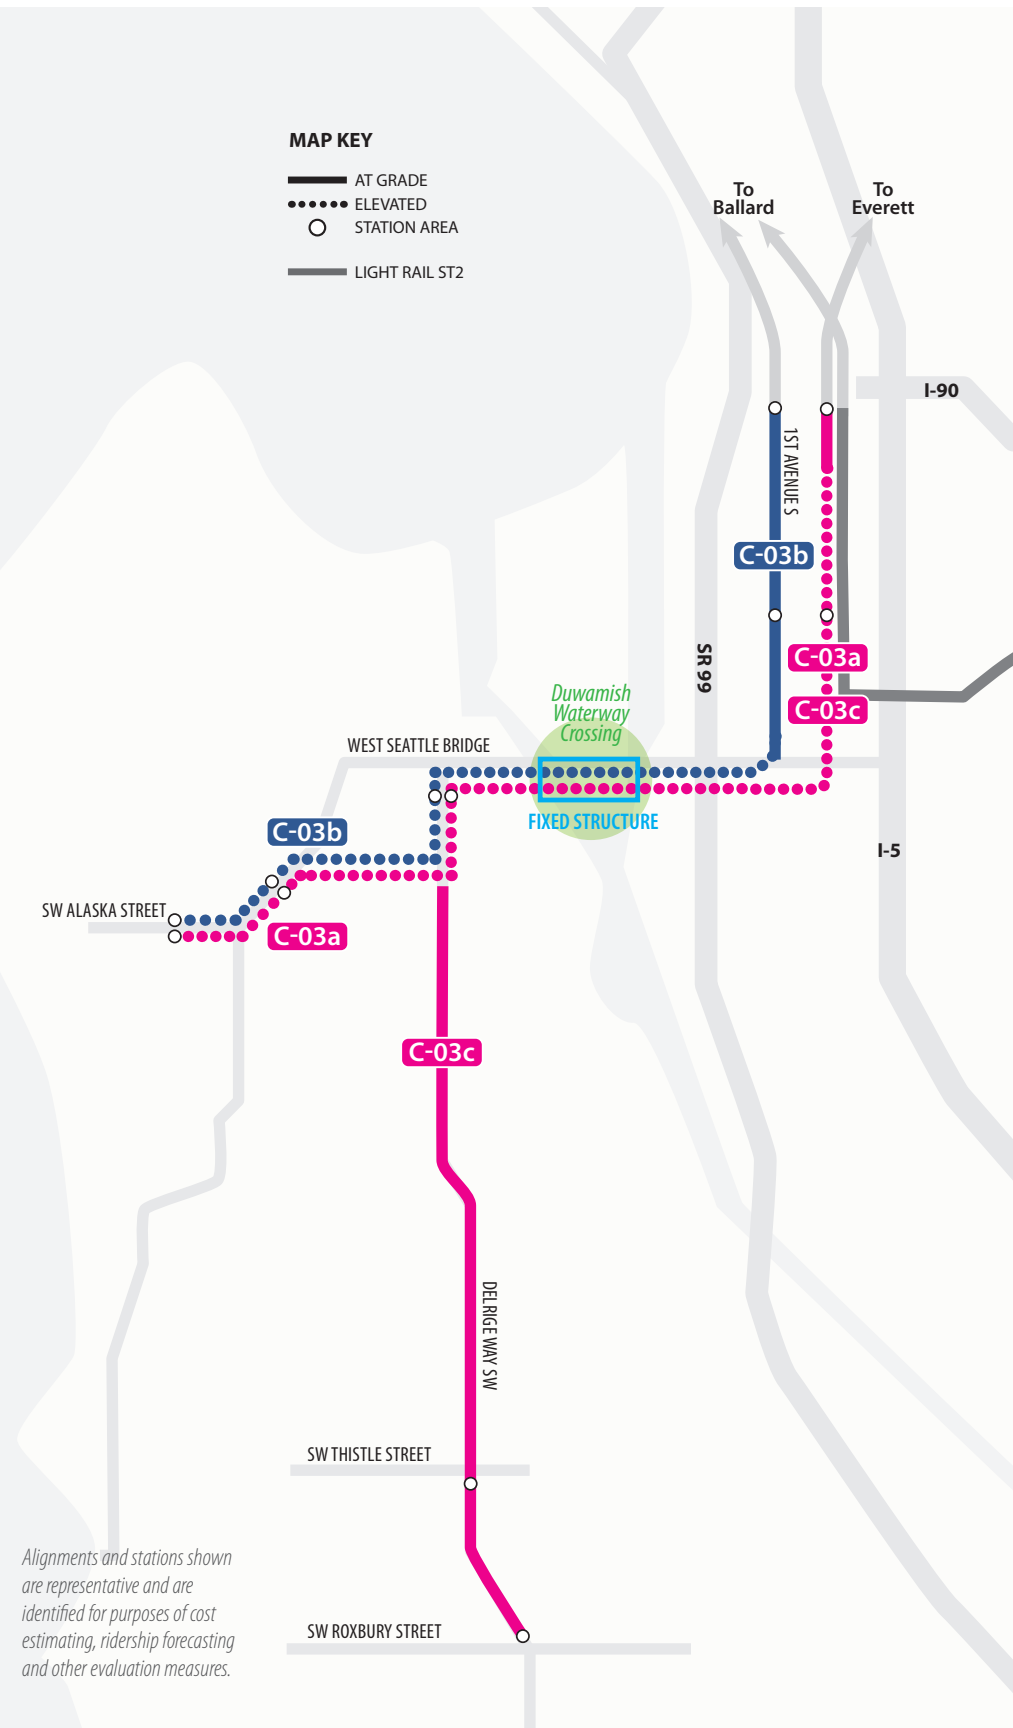 MAP KEY
AT GRADE
ELEVATED
STATION AREA
LIGHT RAIL ST2
To
Ballard
To
Everett
I-90
1ST AVENUE S
C-03b
SR 99
C-03a
C-03c
Duwamish
Waterway
Crossing
WEST SEATTLE BRIDGE
FIXED STRUCTURE
C-03b
I-5
SW ALASKA STREET
C-03a
C-03c
DELRIGE WAY SW
SW THISTLE STREET
Alignments and stations shown
are representative and are
identified for purposes of cost
estimating, ridership forecasting
and other evaluation measures.
SW ROXBURY STREET